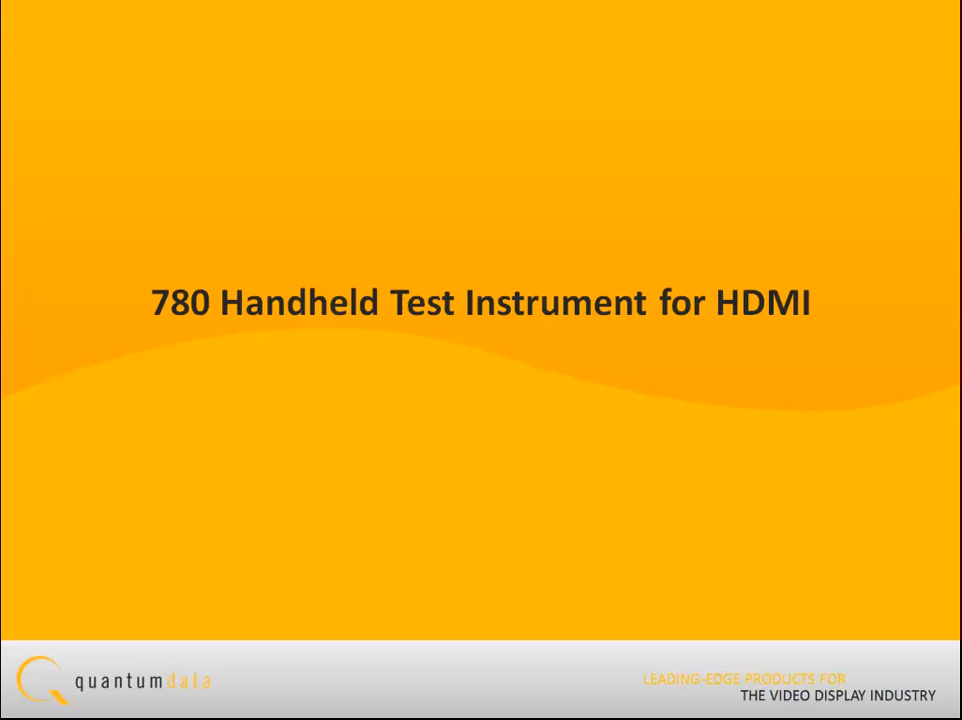 780 Handheld Test Instrument for HDMI
quantumdata
LEADING-EDGE PRODUCTS FOR
THE VIDEO DISPLAY INDUSTRY